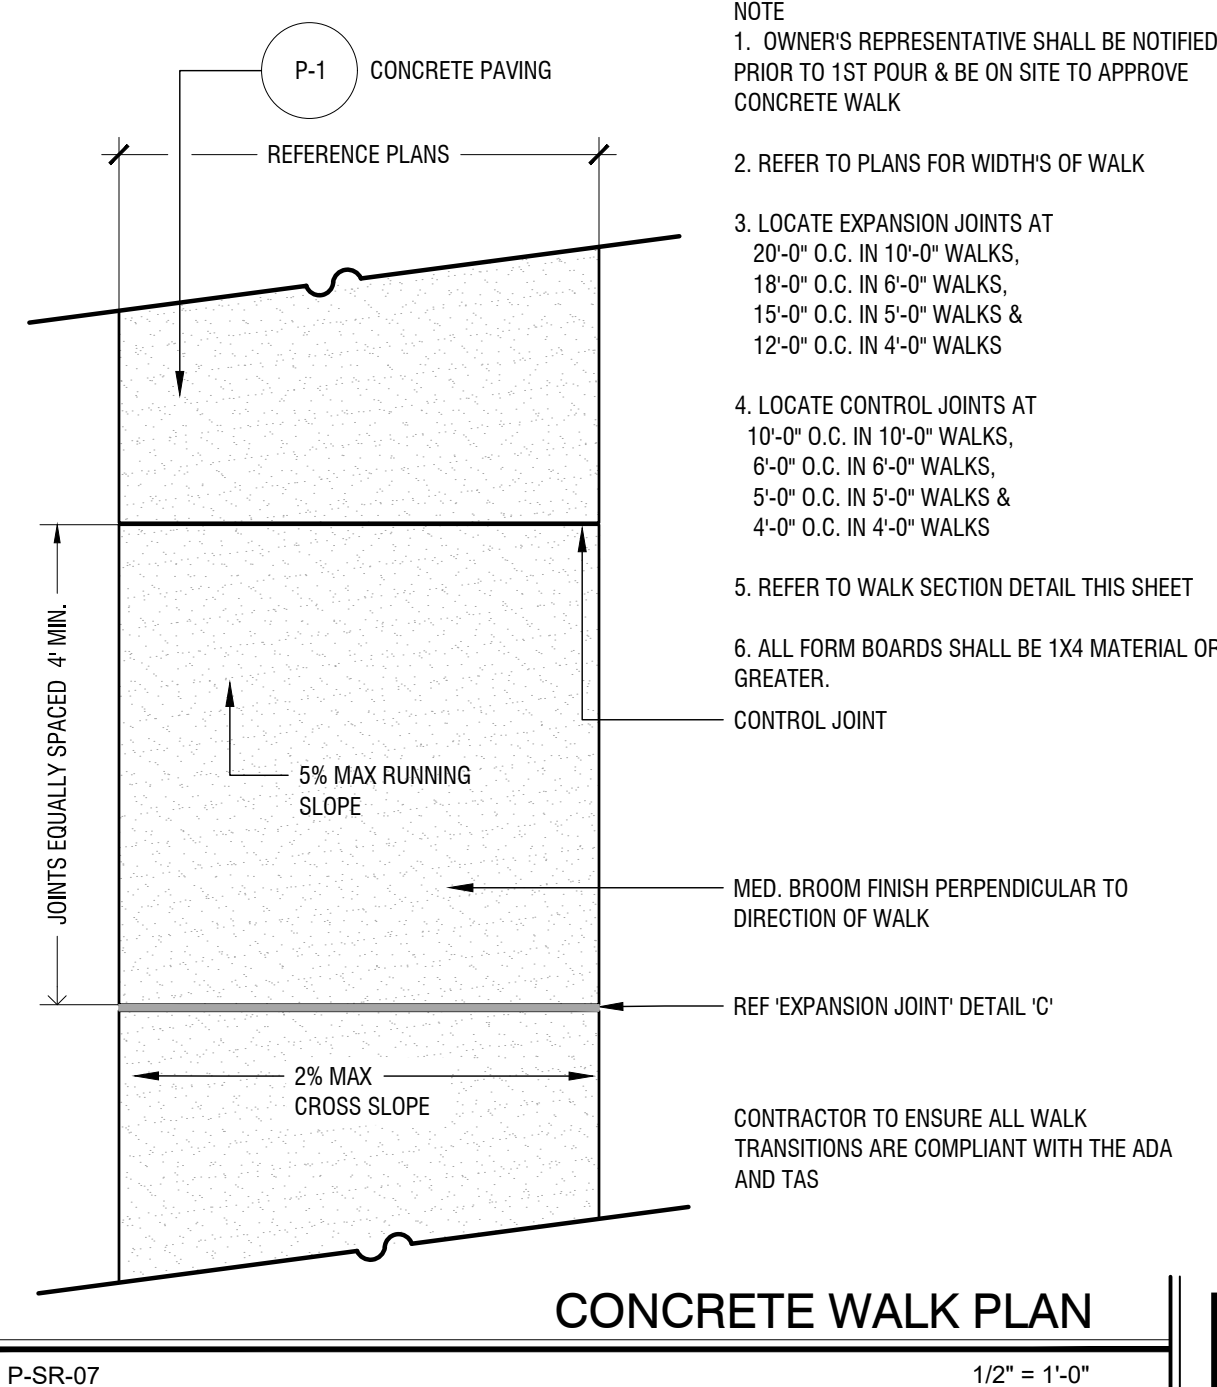 NOTE
1. OWNER'S REPRESENTATIVE SHALL BE NOTIFIED
PRIOR TO 1ST POUR & BE ON SITE TO APPROVE
CONCRETE WALK
2. REFER TO PLANS FOR WIDTH'S OF WALK
3. LOCATE EXPANSION JOINTS AT
20'-0" O.C. IN 10'-0" WALKS,
18'-0" O.C. IN 6'-0" WALKS,
15'-0" O.C. IN 5'-0" WALKS &
12'-0" O.C. IN 4'-0" WALKS
4. LOCATE CONTROL JOINTS AT
10'-0" O.C. IN 10'-0" WALKS,
6'-0" O.C. IN 6'-0" WALKS,
5'-0" O.C. IN 5'-0" WALKS &
4'-0" O.C. IN 4'-0" WALKS
5. REFER TO WALK SECTION DETAIL THIS SHEET
6. ALL FORM BOARDS SHALL BE 1X4 MATERIAL OR
GREATER.
P-1 CONCRETE PAVING
REFERENCE PLANS
JOINTS EQUALLY SPACED 4' MIN.
CONTROL JOINT
5% MAX RUNNING
SLOPE
MED. BROOM FINISH PERPENDICULAR TO
DIRECTION OF WALK
REF 'EXPANSION JOINT' DETAIL 'C'
2% MAX
CROSS SLOPE
CONTRACTOR TO ENSURE ALL WALK
TRANSITIONS ARE COMPLIANT WITH THE ADA
AND TAS
CONCRETE WALK PLAN
P-SR-07
1/2" = 1'-0"